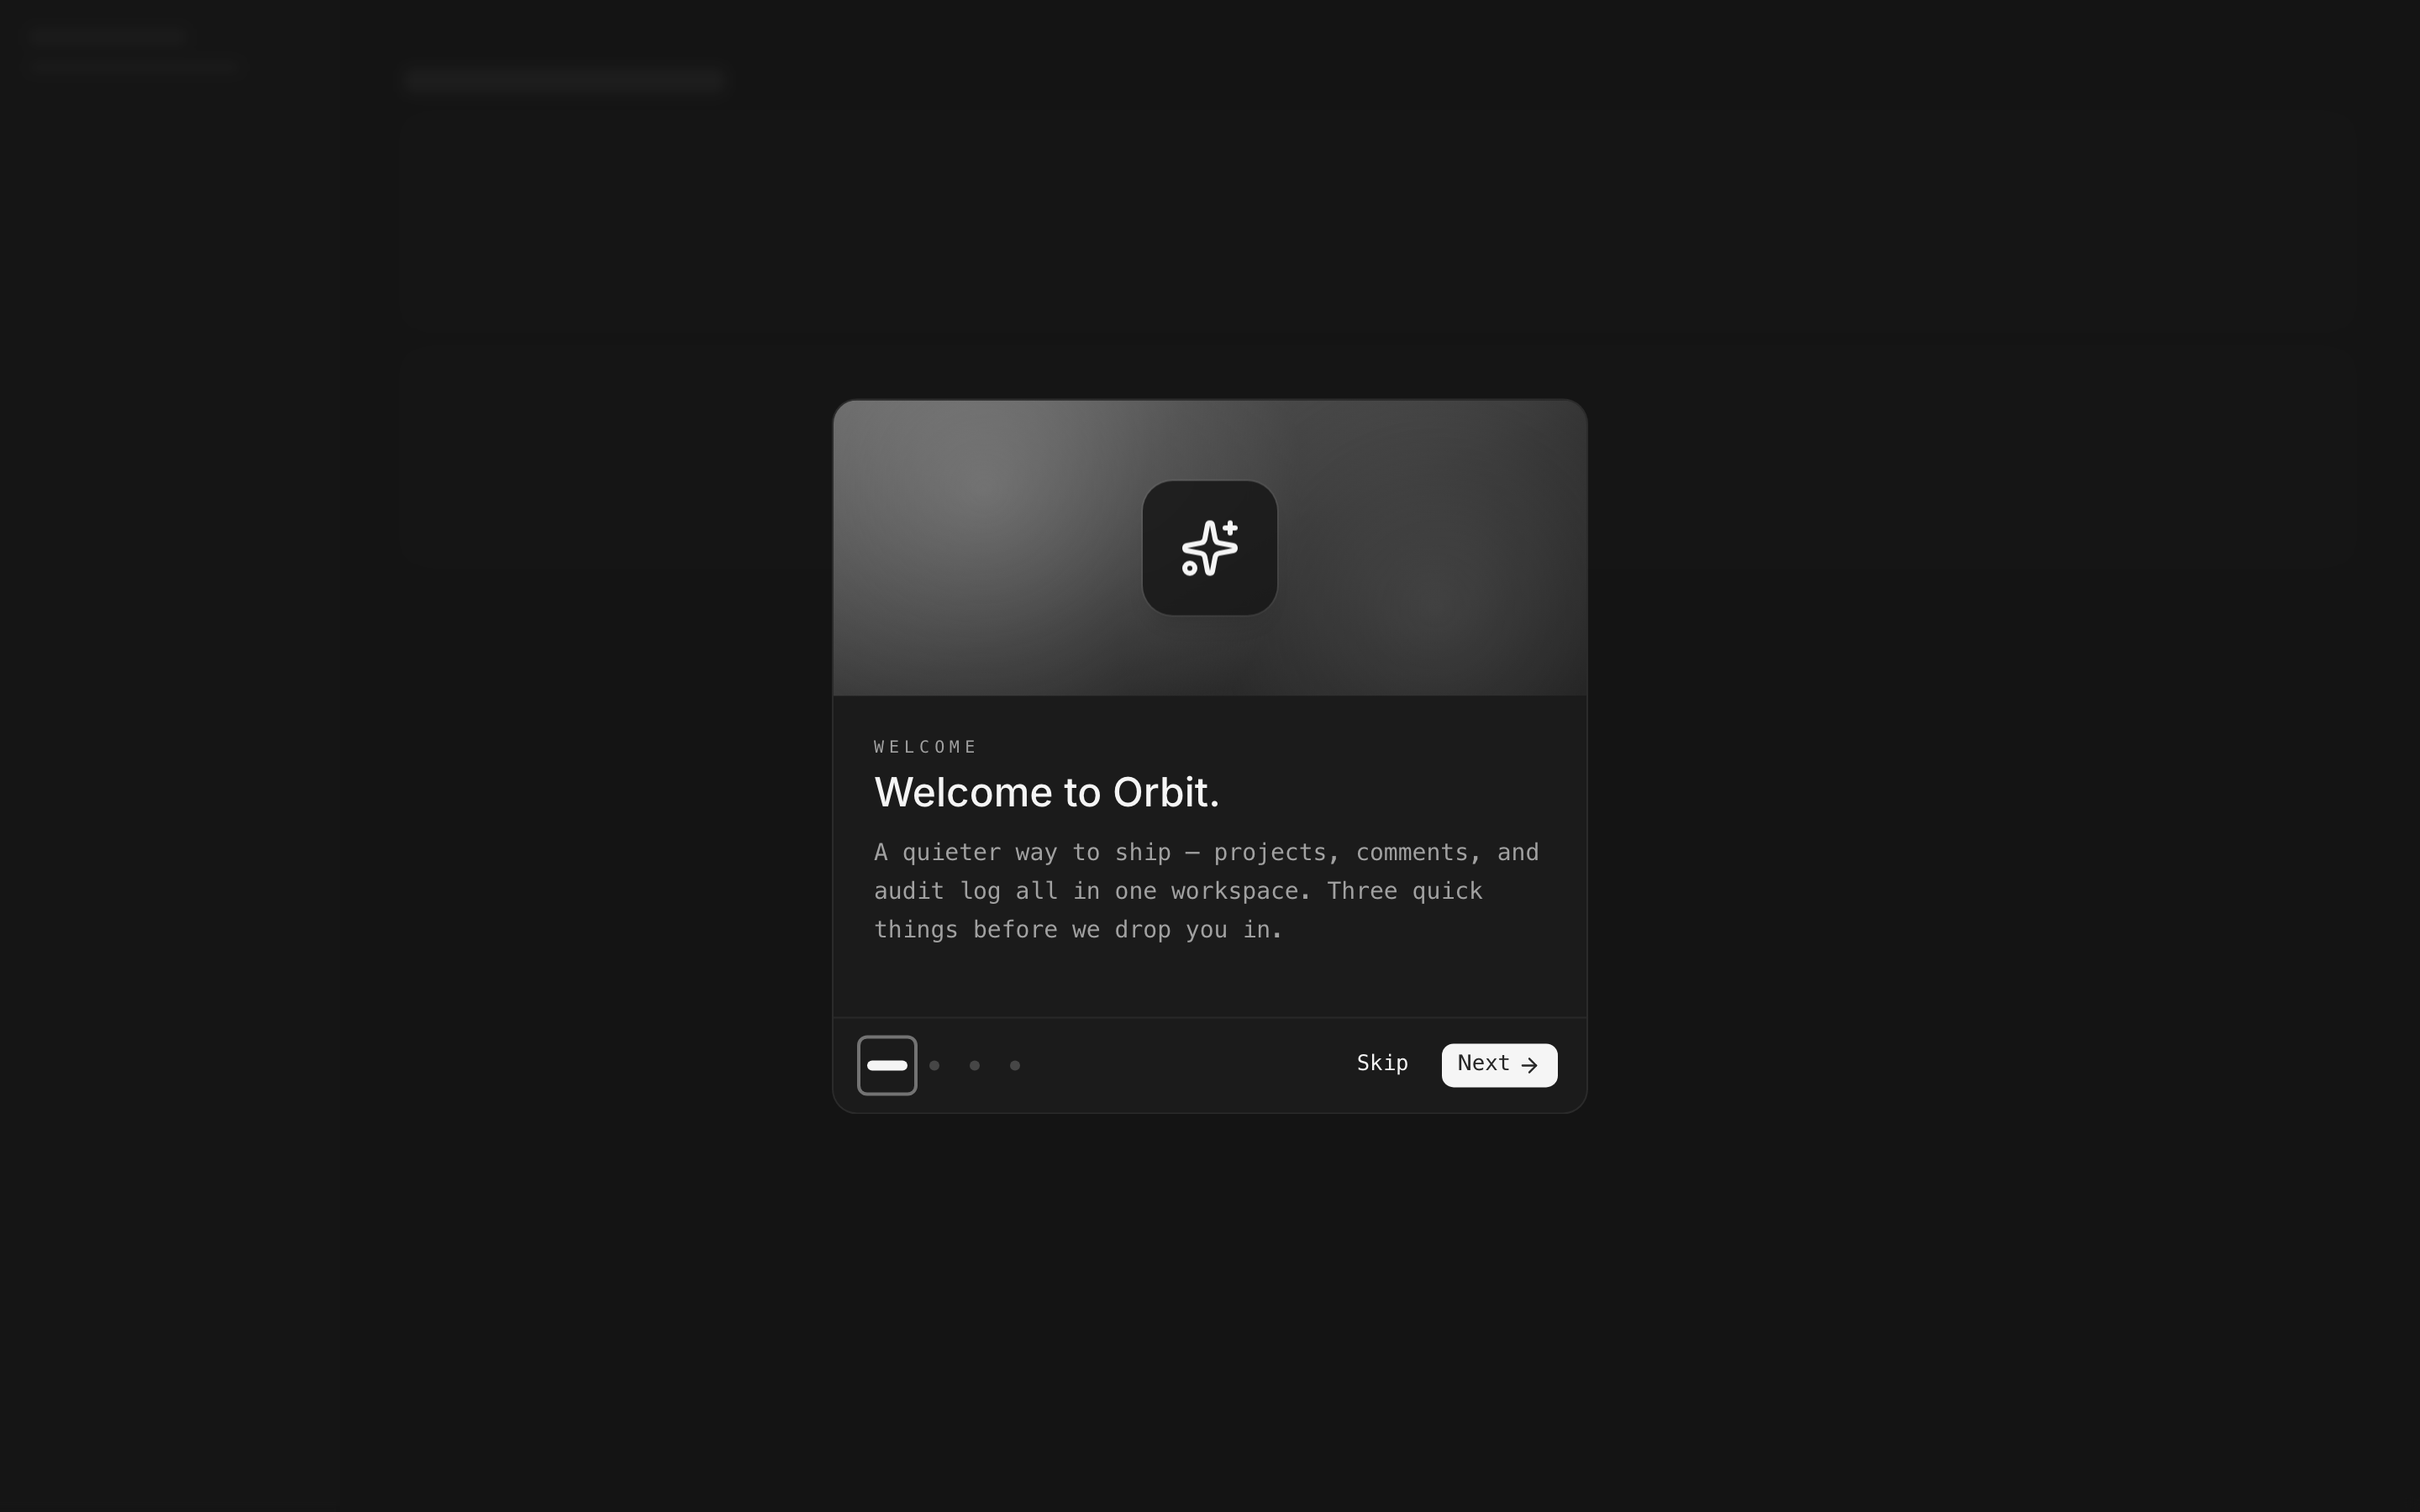 WELCOME
Welcome to Orbit.
A quieter way to ship — projects, comments, and
audit log all in one workspace. Three quick
things before we drop you in.
Skip
Next